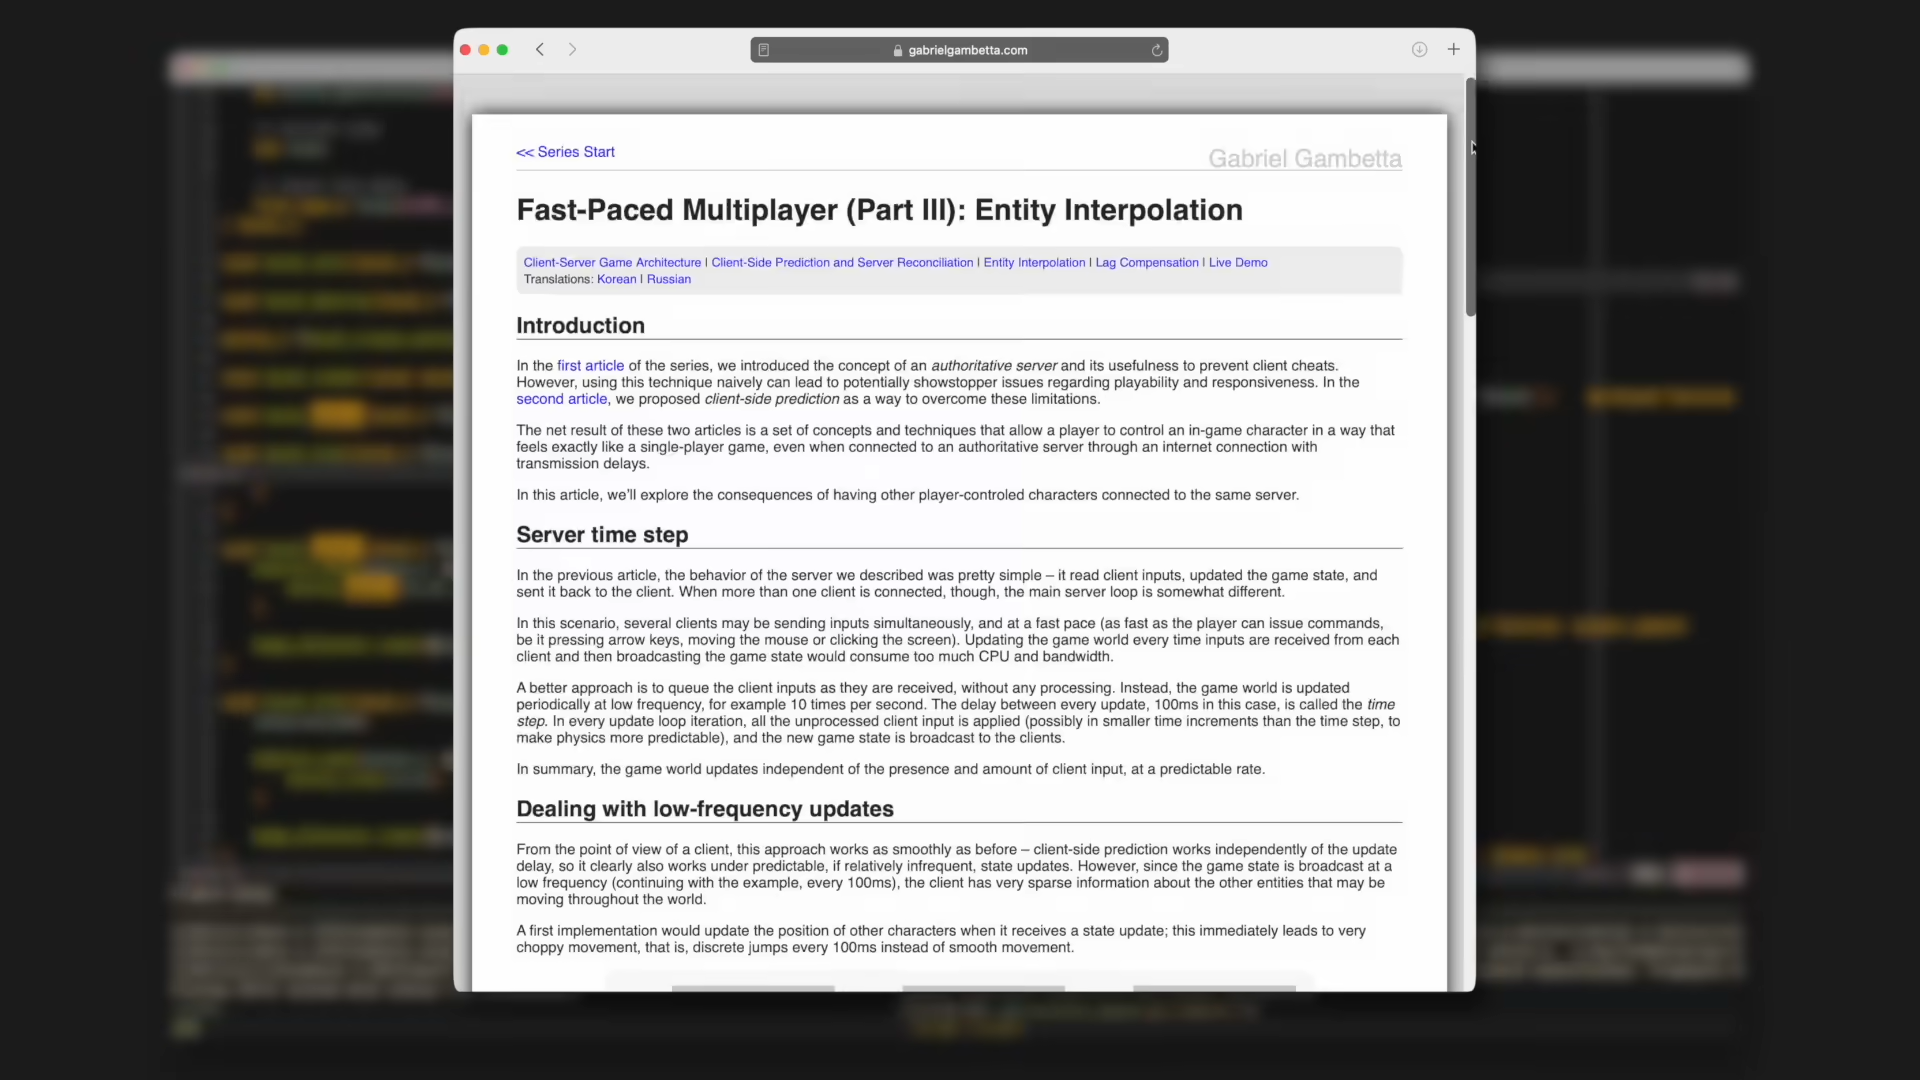 gabrielgambetta.com
<< Series Start
Gabriel Gambetta
Fast-Paced Multiplayer (Part III): Entity Interpolation
Client-Server Game Architecture | Client-Side Prediction and Server Reconciliation | Entity Interpolation | Lag Compensation | Live Demo
Translations: Korean | Russian
Introduction
In the first article of the series, we introduced the concept of an authoritative server and its usefulness to prevent client cheats.
However, using this technique naively can lead to potentially showstopper issues regarding playability and responsiveness. In the
second article, we proposed client-side prediction as a way to overcome these limitations.
The net result of these two articles is a set of concepts and techniques that allow a player to control an in-game character in a way that
feels exactly like a single-player game, even when connected to an authoritative server through an internet connection with
transmission delays.
In this article, we'll explore the consequences of having other player-controled characters connected to the same server.
Server time step
In the previous article, the behavior of the server we described was pretty simple – it read client inputs, updated the game state, and
sent it back to the client. When more than one client is connected, though, the main server loop is somewhat different.
In this scenario, several clients may be sending inputs simultaneously, and at a fast pace (as fast as the player can issue commands,
be it pressing arrow keys, moving the mouse or clicking the screen). Updating the game world every time inputs are received from each
client and then broadcasting the game state would consume too much CPU and bandwidth.
A better approach is to queue the client inputs as they are received, without any processing. Instead, the game world is updated
periodically at low frequency, for example 10 times per second. The delay between every update, 100ms in this case, is called the time
step. In every update loop iteration, all the unprocessed client input is applied (possibly in smaller time increments than the time step, to
make physics more predictable), and the new game state is broadcast to the clients.
In summary, the game world updates independent of the presence and amount of client input, at a predictable rate.
Dealing with low-frequency updates
From the point of view of a client, this approach works as smoothly as before – client-side prediction works independently of the update
delay, so it clearly also works under predictable, if relatively infrequent, state updates. However, since the game state is broadcast at a
low frequency (continuing with the example, every 100ms), the client has very sparse information about the other entities that may be
moving throughout the world.
A first implementation would update the position of other characters when it receives a state update; this immediately leads to very
choppy movement, that is, discrete jumps every 100ms instead of smooth movement.